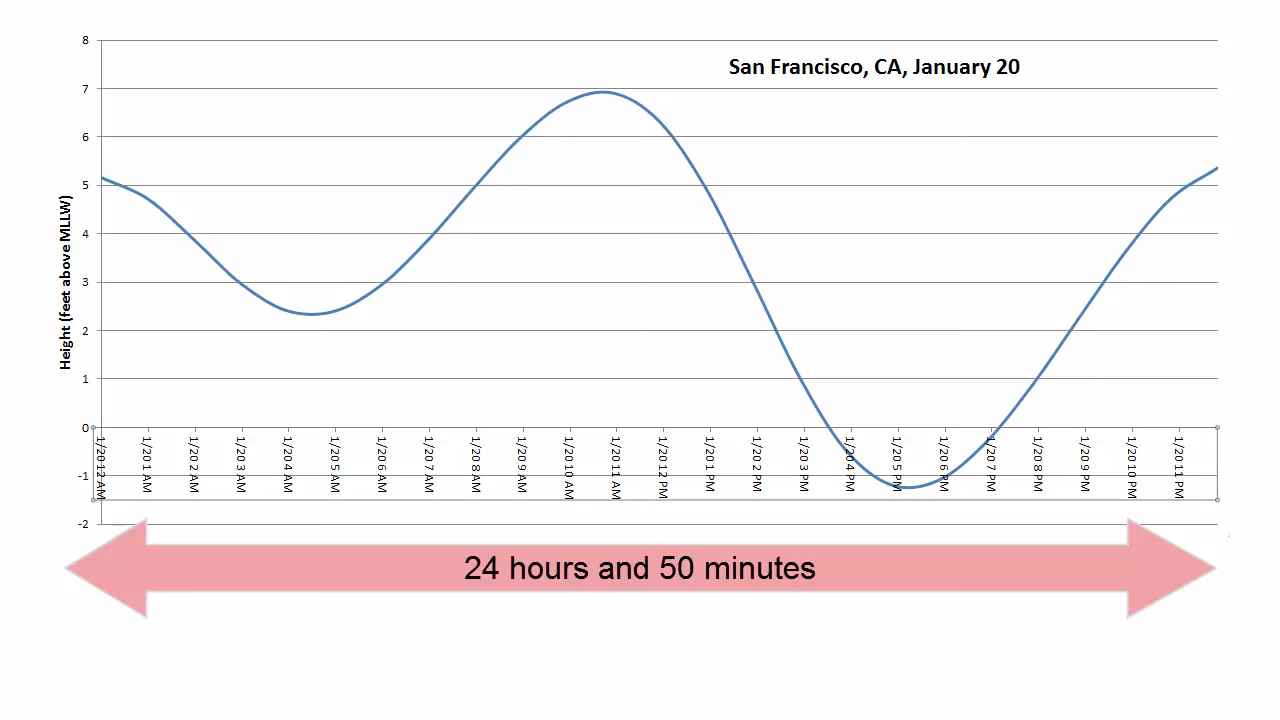 San Francisco, CA, January 20
Height (feet above MLLW)
8
7
6
5
4
3
2
1
0
-1
-2
1/20 12 AM
1/20 1 AM
1/20 2 AM
1/20 3 AM
1/20 4 AM
1/20 5 AM
1/20 6 AM
1/20 7 AM
1/20 8 AM
1/20 9 AM
1/20 10 AM
1/20 11 AM
1/20 12 PM
1/20 1 PM
1/20 2 PM
1/20 3 PM
1/20 4 PM
1/20 5 PM
1/20 6 PM
1/20 7 PM
1/20 8 PM
1/20 9 PM
1/20 10 PM
1/20 11 PM
24 hours and 50 minutes